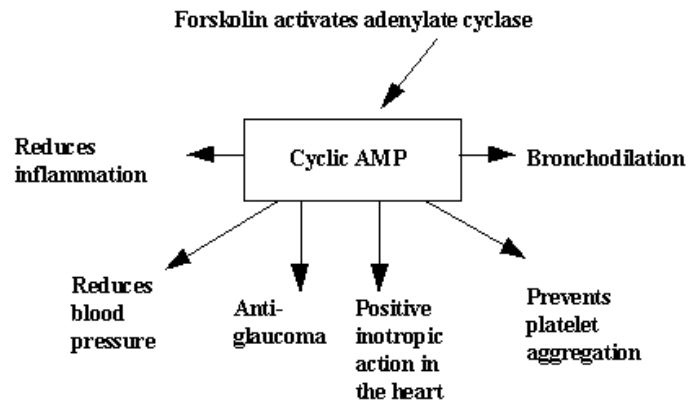 Forskolin activates adenylate cyclase
Reduces
inflammation
Cyclic AMP
Bronchodilation
Reduces
blood
pressure
Anti-
glaucoma
Positive
inotropic
action in
the heart
Prevents
platelet
aggregation